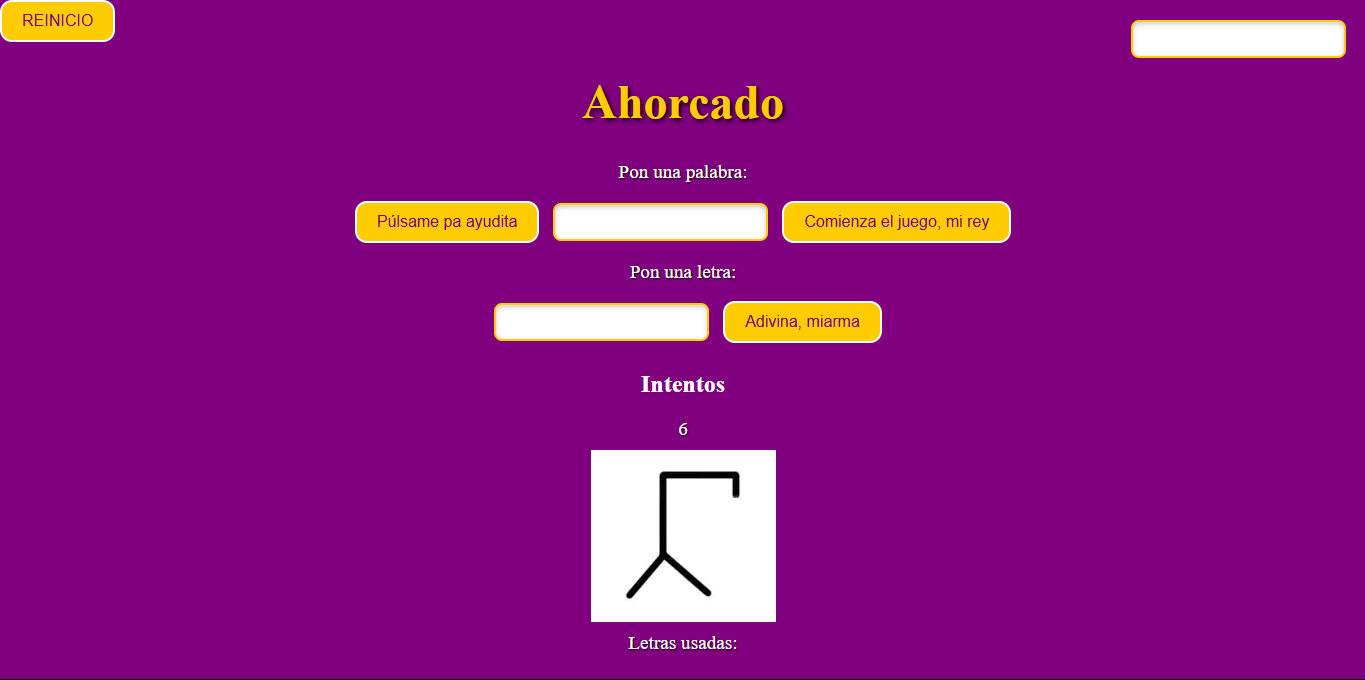 REINICIO
Ahorcado
Pon una palabra:
Púlsame pa ayudita
Comienza el juego, mi rey
Pon una letra:
Adivina, miarma
Intentos
6
Letras usadas: